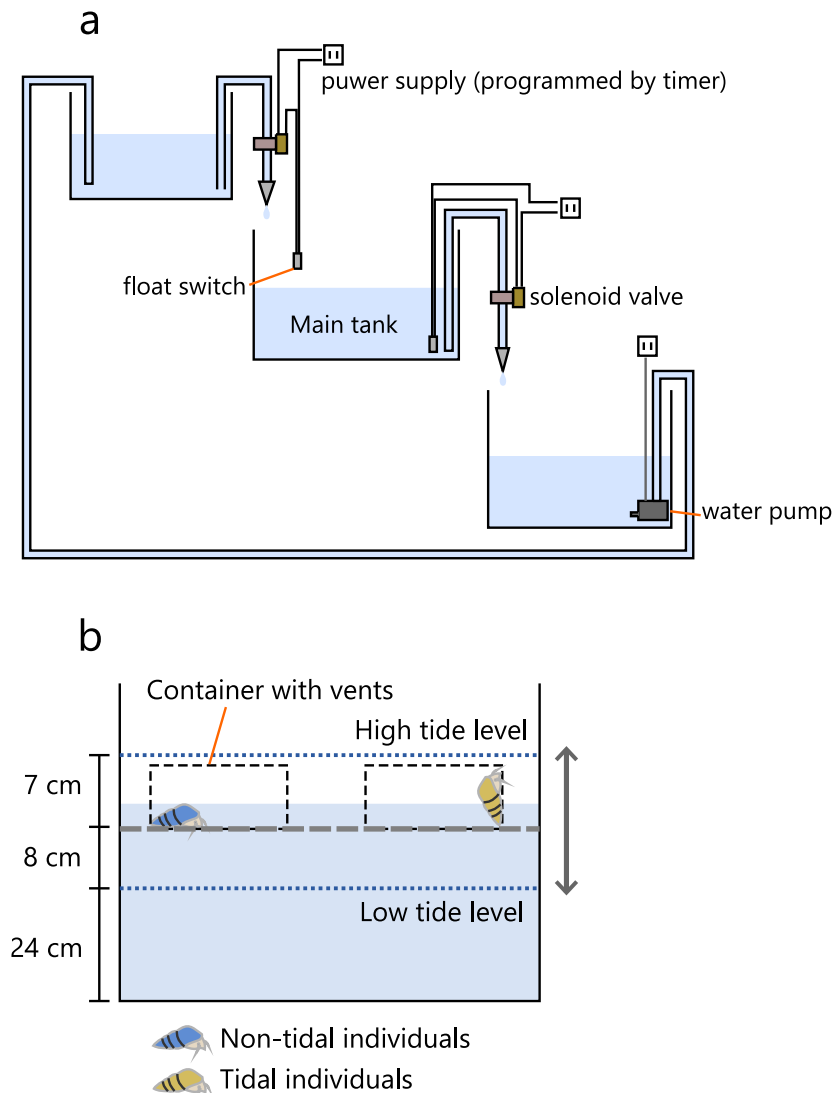 a
puwer supply (programmed by timer)
float switch
Main tank
solenoid valve
water pump
b
Container with vents
High tide level
7 cm
8 cm
Low tide level
24 cm
Non-tidal individuals
Tidal individuals